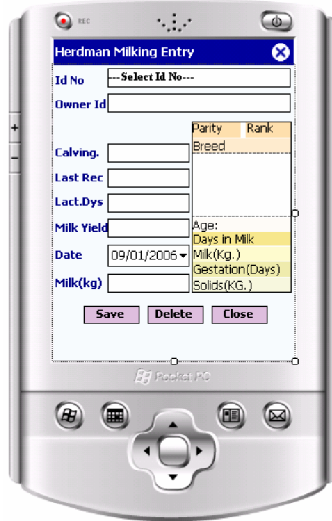 REC
Herdman Milking Entry
Id No ---Select Id No---
Owner Id
Parity Rank
Breed
Calving.
Last Rec
Lact.Dys
Milk Yield
Age:
Days in Milk
Date 09/01/2006 Milk(Kg.)
Gestation(Days)
Milk(kg) Solids(KG.)
Save Delete Close
Pocket PC